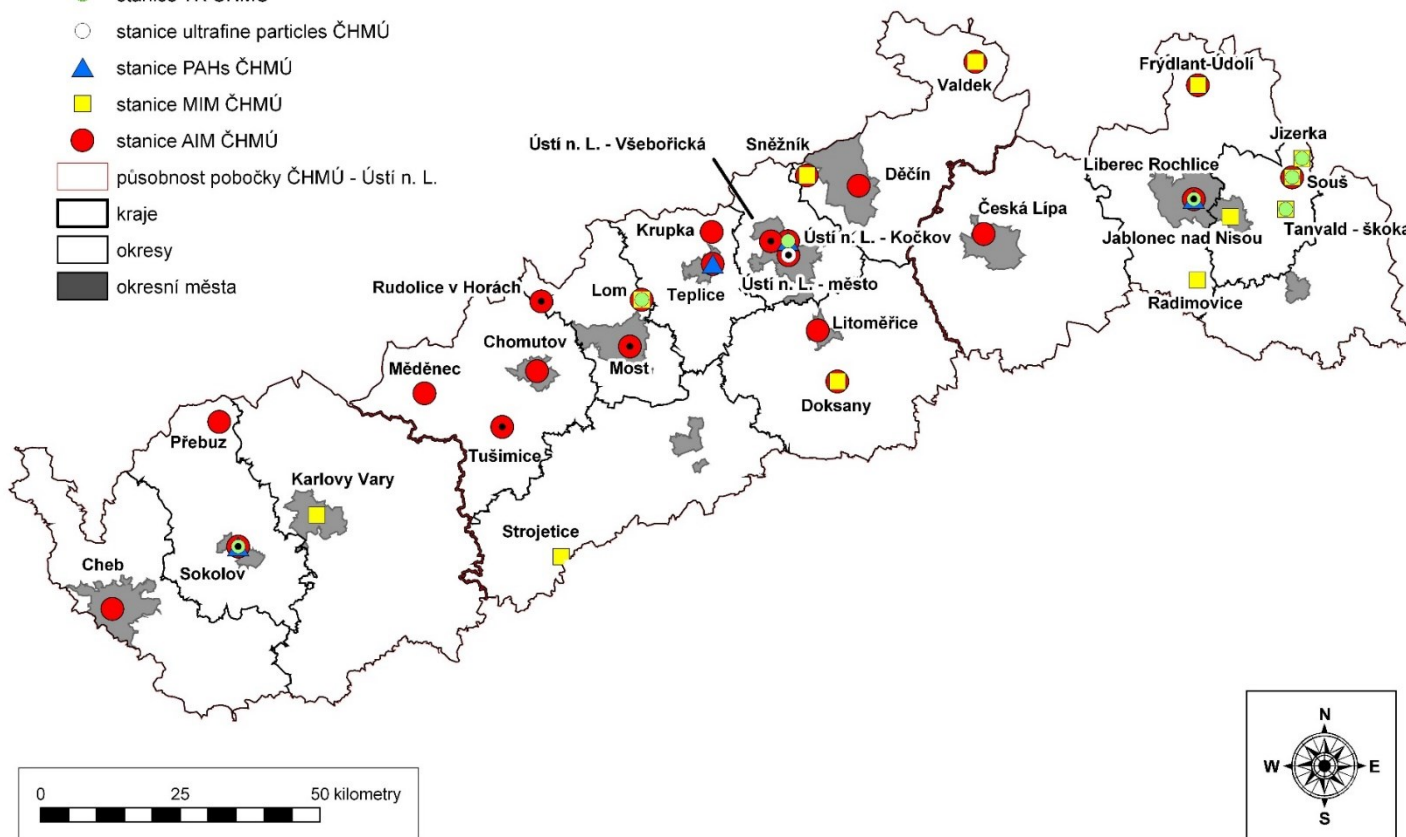 stanice ultrafine particles ČHMÚ
stanice PAHs ČHMÚ
stanice MIM ČHMÚ
stanice AIM ČHMÚ
působnost pobočky ČHMÚ - Ústí n. L.
kraje
okresy
okresní města
Valdek
Frýdlant-Údolí
Ústí n. L. - Všebořická
Sněžník
Jizerka
Liberec Rochlice
Děčín
Souš
Česká Lípa
Krupka
Ústí n. L. - Kočkov
Tanvald - školka
Jablonec nad Nisou
Rudolice v Horách
Lom
Teplice
Ústí n. L. - město
Radimovice
Litoměřice
Chomutov
Měděnec
Most
Doksany
Přebuz
Tušimice
Karlovy Vary
Strojetice
Cheb
Sokolov
0 25 50 kilometry
N
W E
S